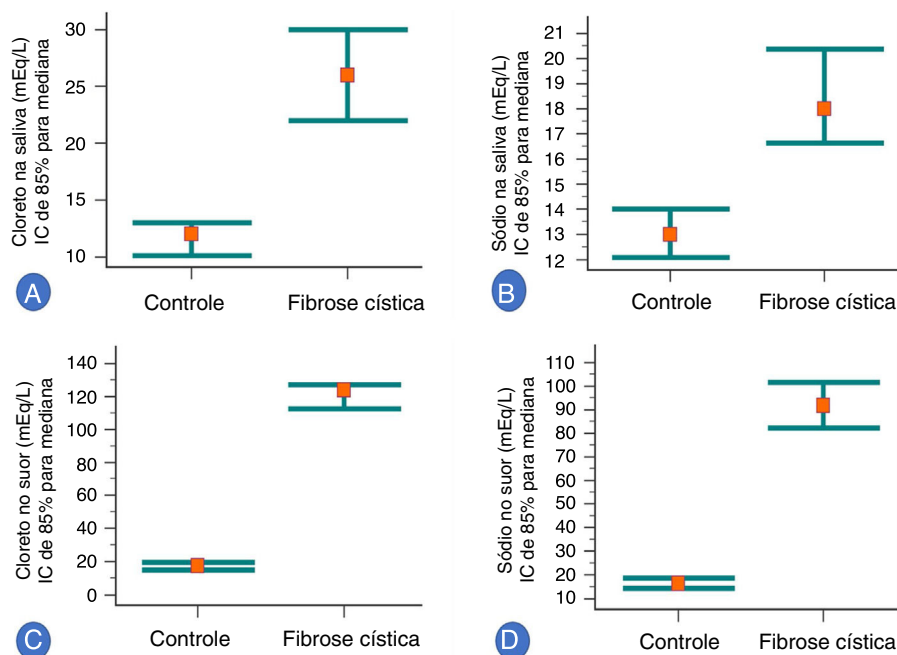 A
Cloreto na saliva (mEq/L)
IC de 85% para mediana
30
25
20
15
10
Controle
Fibrose cística
B
Sódio na saliva (mEq/L)
IC de 85% para mediana
21
20
19
18
17
16
15
14
13
12
Controle
Fibrose cística
C
Cloreto no suor (mEq/L)
IC de 85% para mediana
140
120
100
80
60
40
20
0
Controle
Fibrose cística
D
Sódio no suor (mEq/L)
IC de 85% para mediana
110
100
90
80
70
60
50
40
30
20
10
Controle
Fibrose cística